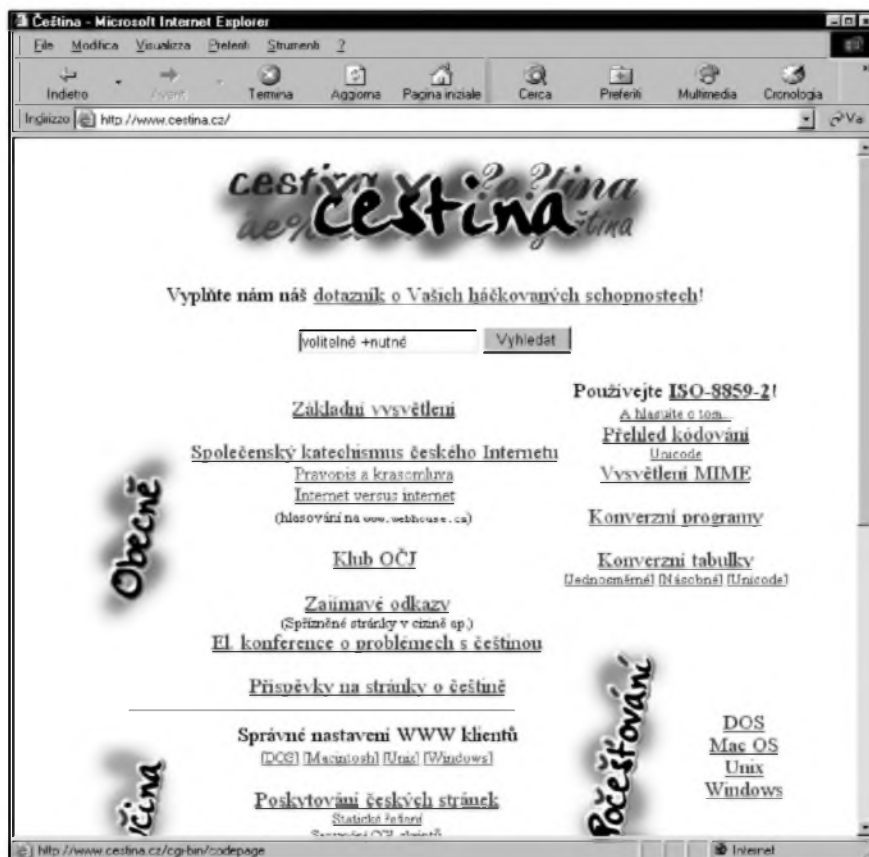 Čeština - Microsoft Internet Explorer
File Modifica Visualizza Preferiti Strumenti ?
Indietro Avanti Termina Aggiorna Pagina iniziale Cerca Preferiti Multimedia Cronologia
Indirizzo http://www.cestina.cz/ Vai
čeština
Vyplňte nám náš dotazník o Vašich háčkovaných schopnostech!
volitelné +nutné Vyhledat
Obecně
Základní vysvětlení
Společenský katechismus českého Internetu
Pravopis a krasomluva
Internet versus internet
(hlasování na www.webhouse.cz)
Klub OČJ
Zajímavé odkazy
(Spřízněné stránky v cizině ap.)
El. konference o problémech s češtinou
Příspěvky na stránky o češtině
Používejte ISO-8859-2!
A hlasujte o tom...
Přehled kódování
Unicode
Vysvětlení MIME
Konverzní programy
Konverzní tabulky
[Jednosměrné] [Násobné] [Unicode]
Správné nastavení WWW klientů
[DOS] [Macintosh] [Unix] [Windows]
Poskytování českých stránek
Statické řešení
Počešťování
DOS
Mac OS
Unix
Windows
http://www.cestina.cz/cgi-bin/codepage Internet